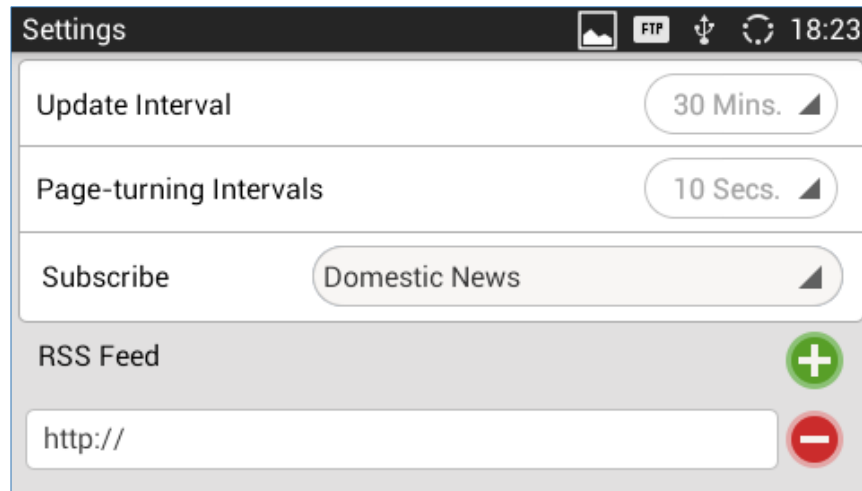 Settings FTP 18:23
Update Interval 30 Mins.
Page-turning Intervals 10 Secs.
Subscribe Domestic News
RSS Feed
http://